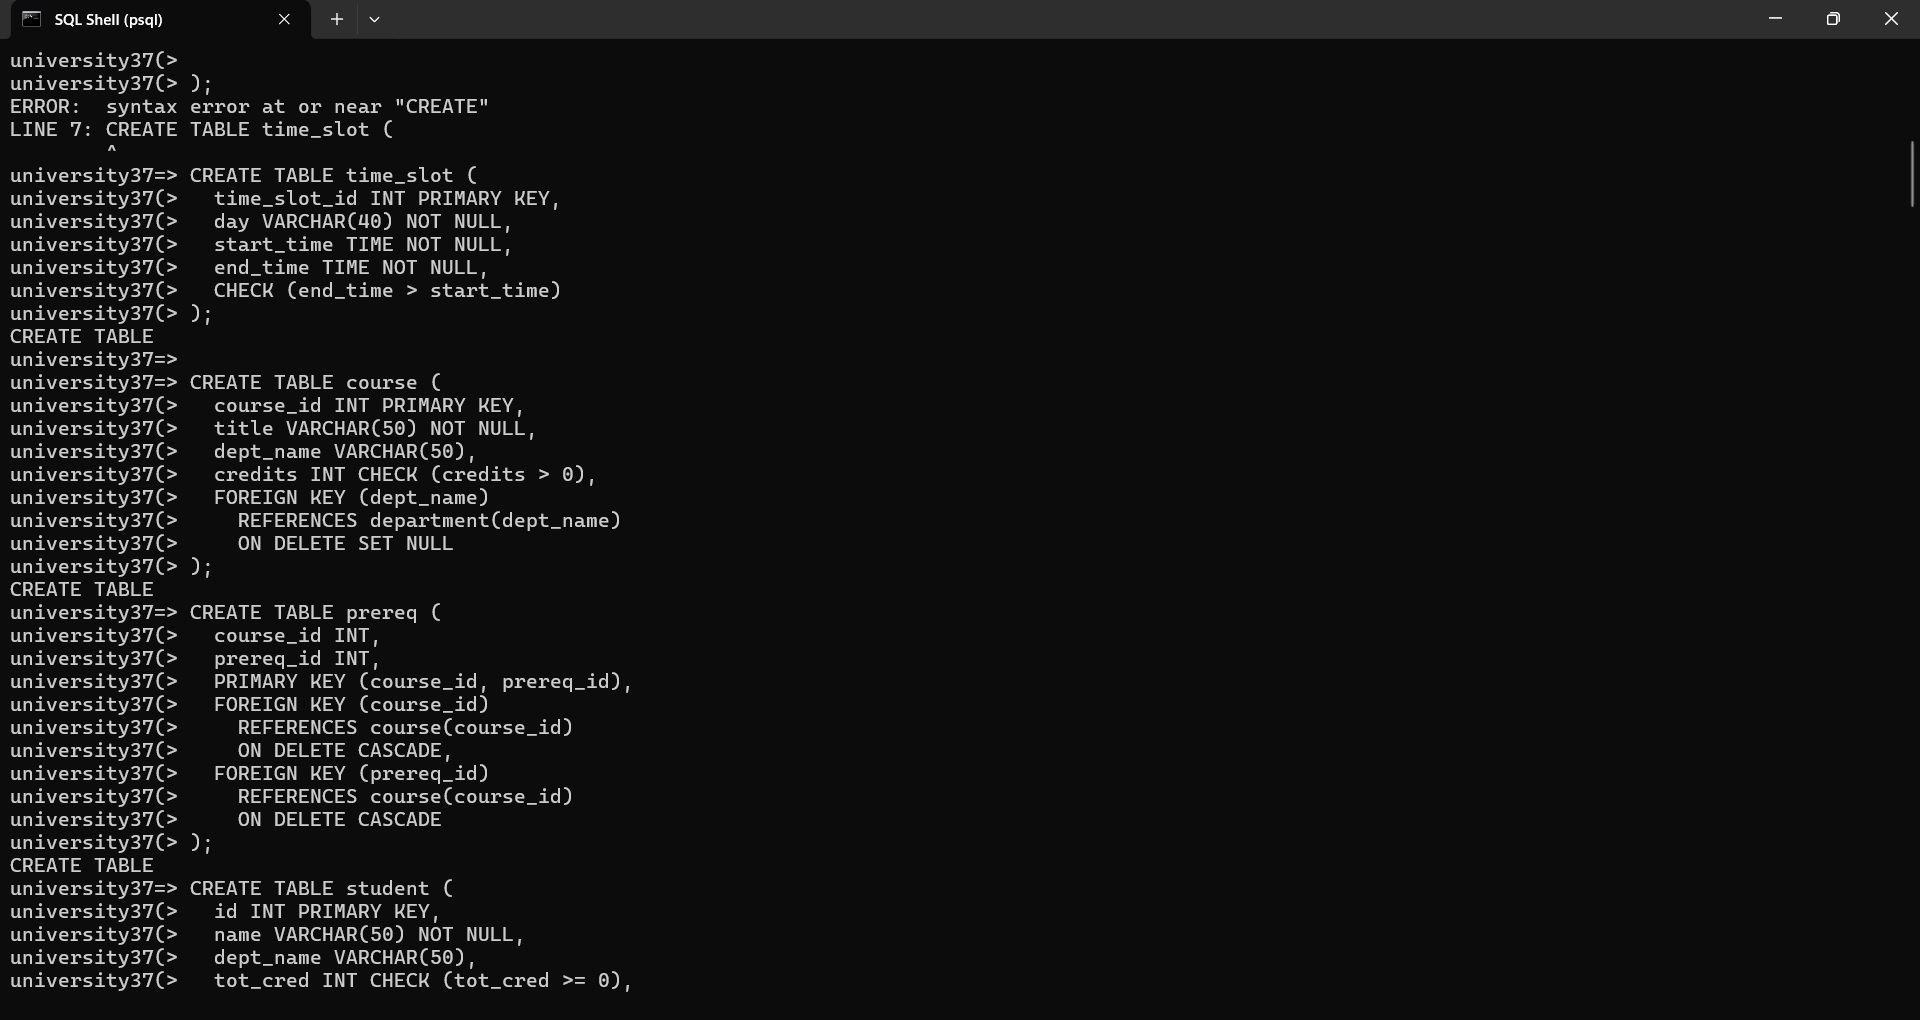 SQL Shell (psql)
university37(>
university37(> );
ERROR:  syntax error at or near "CREATE"
LINE 7: CREATE TABLE time_slot (
        ^
university37=> CREATE TABLE time_slot (
university37(>   time_slot_id INT PRIMARY KEY,
university37(>   day VARCHAR(40) NOT NULL,
university37(>   start_time TIME NOT NULL,
university37(>   end_time TIME NOT NULL,
university37(>   CHECK (end_time > start_time)
university37(> );
CREATE TABLE
university37=>
university37=> CREATE TABLE course (
university37(>   course_id INT PRIMARY KEY,
university37(>   title VARCHAR(50) NOT NULL,
university37(>   dept_name VARCHAR(50),
university37(>   credits INT CHECK (credits > 0),
university37(>   FOREIGN KEY (dept_name)
university37(>     REFERENCES department(dept_name)
university37(>     ON DELETE SET NULL
university37(> );
CREATE TABLE
university37=> CREATE TABLE prereq (
university37(>   course_id INT,
university37(>   prereq_id INT,
university37(>   PRIMARY KEY (course_id, prereq_id),
university37(>   FOREIGN KEY (course_id)
university37(>     REFERENCES course(course_id)
university37(>     ON DELETE CASCADE,
university37(>   FOREIGN KEY (prereq_id)
university37(>     REFERENCES course(course_id)
university37(>     ON DELETE CASCADE
university37(> );
CREATE TABLE
university37=> CREATE TABLE student (
university37(>   id INT PRIMARY KEY,
university37(>   name VARCHAR(50) NOT NULL,
university37(>   dept_name VARCHAR(50),
university37(>   tot_cred INT CHECK (tot_cred >= 0),